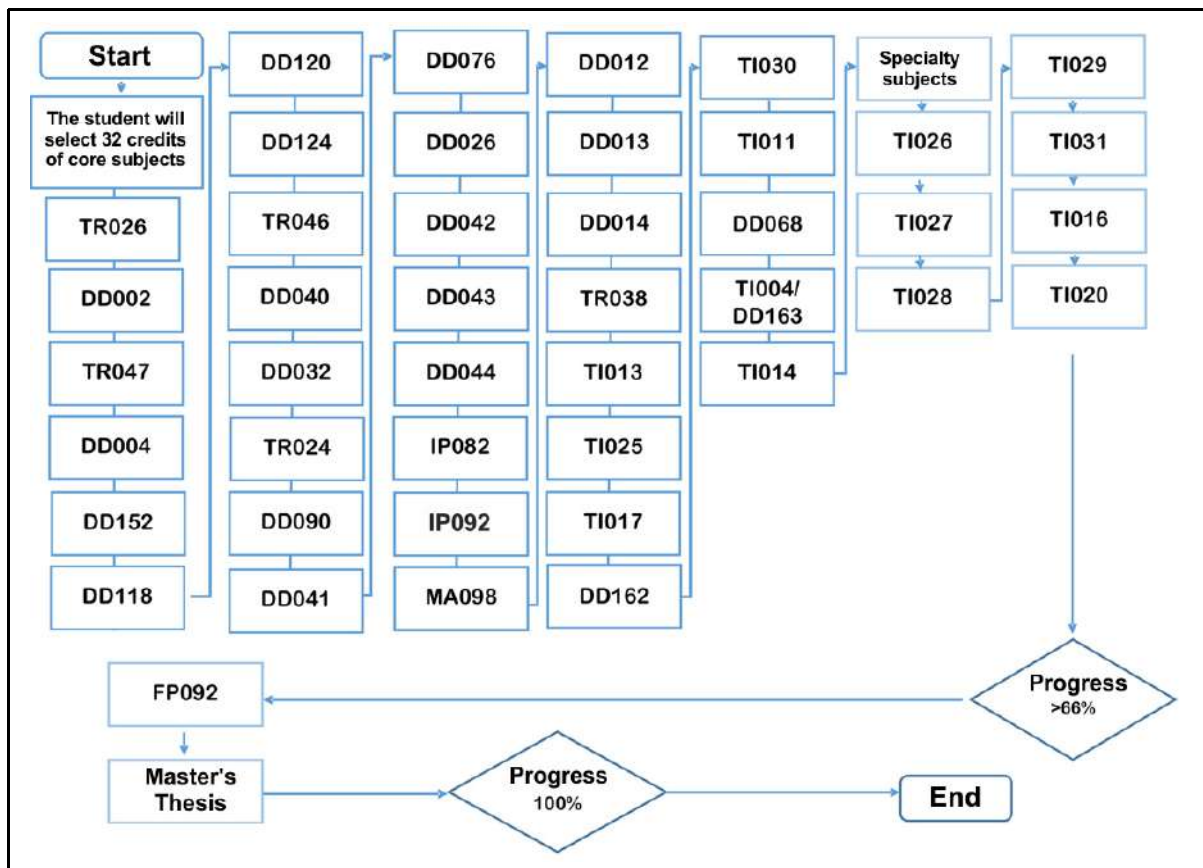 Start
The student will
select 32 credits
of core subjects
TR026
DD002
TR047
DD004
DD152
DD118
DD120
DD124
TR046
DD040
DD032
TR024
DD090
DD041
DD076
DD026
DD042
DD043
DD044
IP082
IP092
MA098
DD012
DD013
DD014
TR038
TI013
TI025
TI017
DD162
TI030
TI011
DD068
TI004/
DD163
TI014
Specialty
subjects
TI026
TI027
TI028
TI029
TI031
TI016
TI020
Progress
>66%
FP092
Master's
Thesis
Progress
100%
End